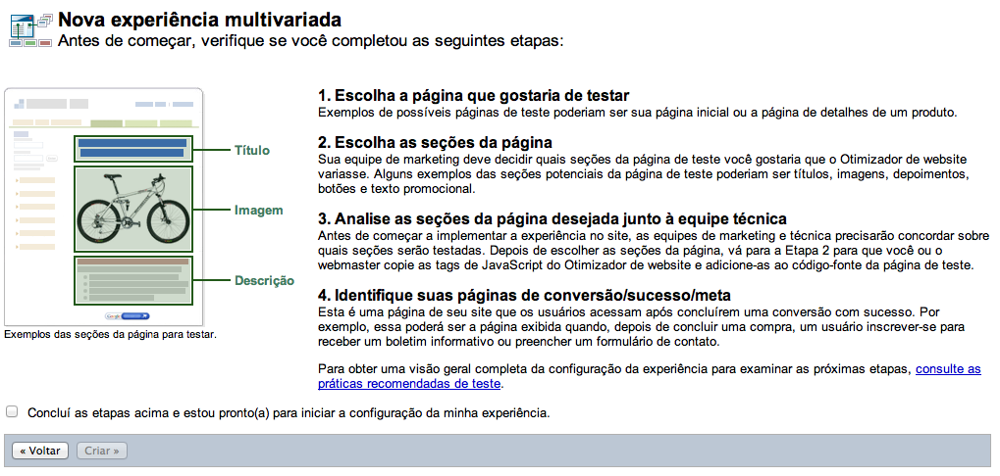 Nova experiência multivariada
Antes de começar, verifique se você completou as seguintes etapas:
Título
Imagem
Descrição
Google
Exemplos das seções da página para testar.
1. Escolha a página que gostaria de testar
Exemplos de possíveis páginas de teste poderiam ser sua página inicial ou a página de detalhes de um produto.
2. Escolha as seções da página
Sua equipe de marketing deve decidir quais seções da página de teste você gostaria que o Otimizador de website
variasse. Alguns exemplos das seções potenciais da página de teste poderiam ser títulos, imagens, depoimentos,
botões e texto promocional.
3. Analise as seções da página desejada junto à equipe técnica
Antes de começar a implementar a experiência no site, as equipes de marketing e técnica precisarão concordar sobre
quais seções serão testadas. Depois de escolher as seções da página, vá para a Etapa 2 para que você ou o
webmaster copie as tags de JavaScript do Otimizador de website e adicione-as ao código-fonte da página de teste.
4. Identifique suas páginas de conversão/sucesso/meta
Esta é uma página de seu site que os usuários acessam após concluírem uma conversão com sucesso. Por
exemplo, essa poderá ser a página exibida quando, depois de concluir uma compra, um usuário inscrever-se para
receber um boletim informativo ou preencher um formulário de contato.
Para obter uma visão geral completa da configuração da experiência para examinar as próximas etapas, consulte as
práticas recomendadas de teste.
Concluí as etapas acima e estou pronto(a) para iniciar a configuração da minha experiência.
« Voltar
Criar »